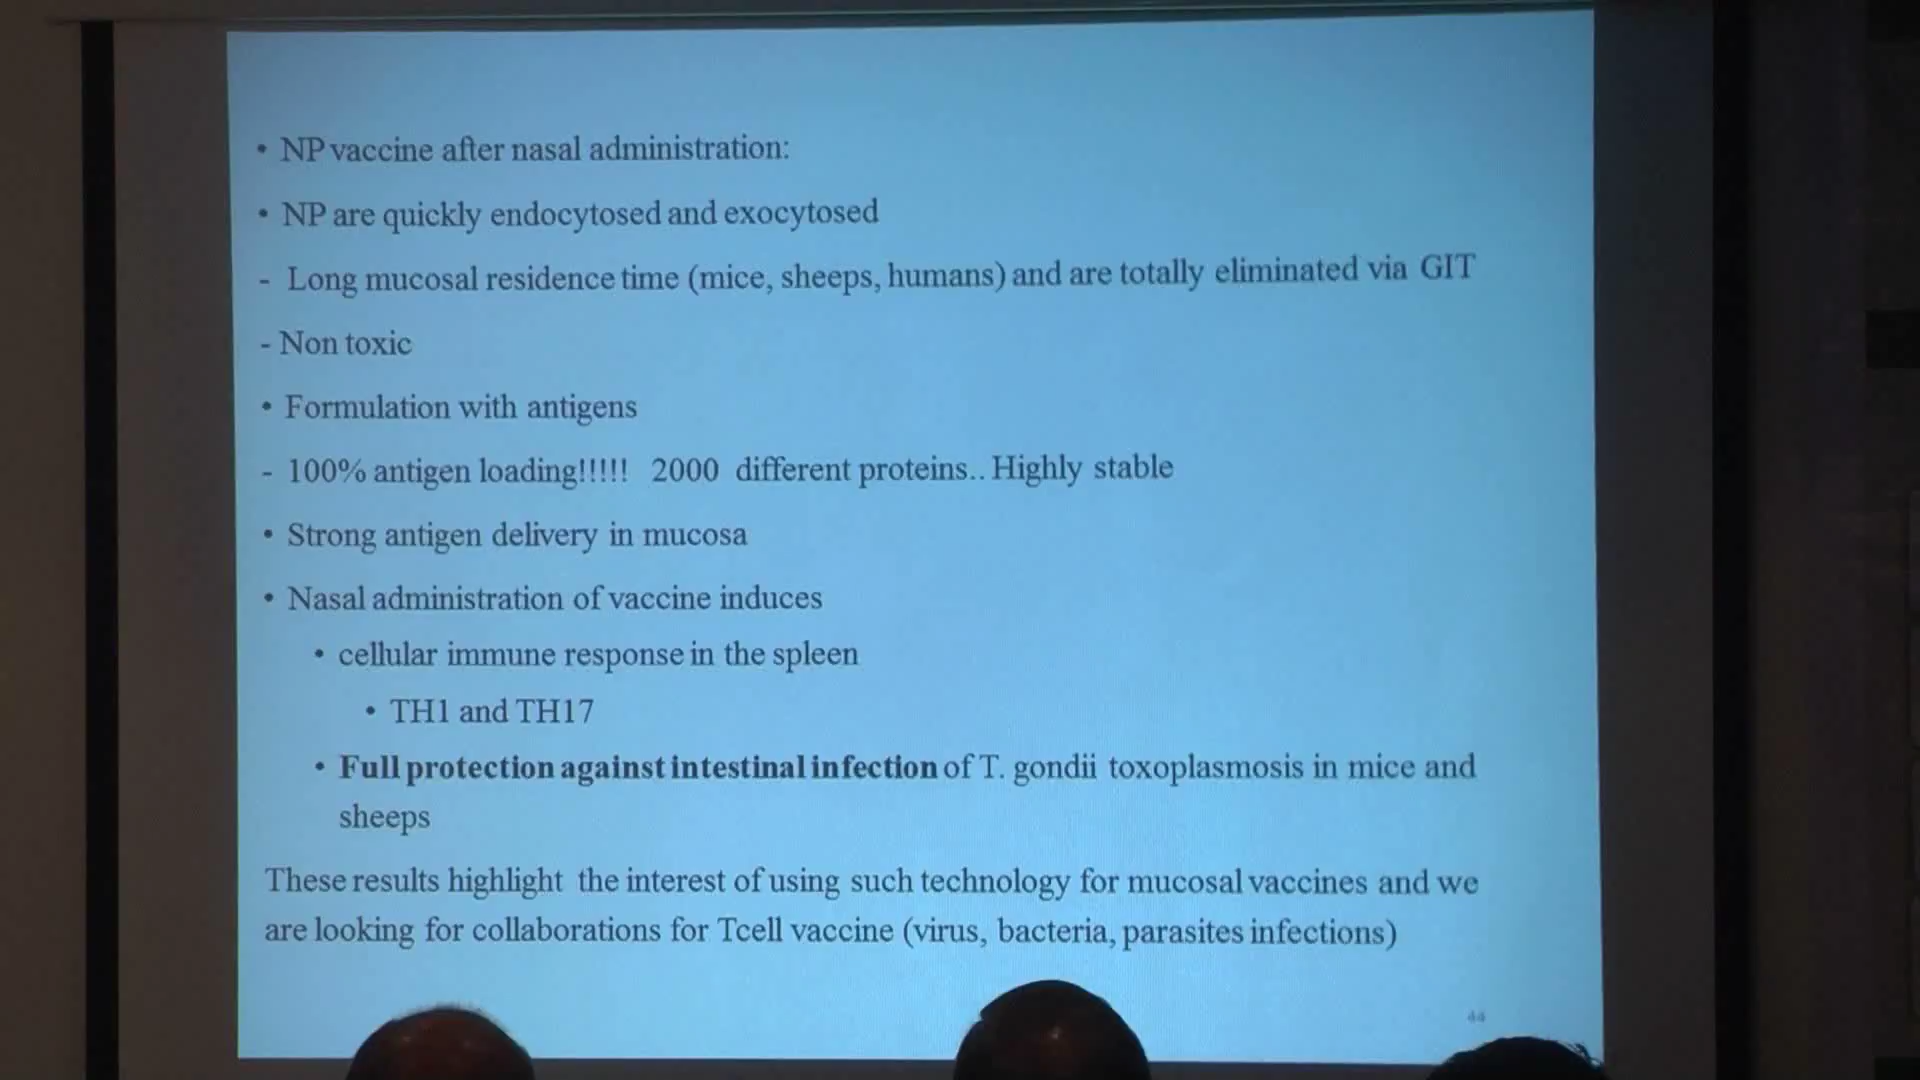 • NP vaccine after nasal administration:
• NP are quickly endocytosed and exocytosed
- Long mucosal residence time (mice, sheeps, humans) and are totally eliminated via GIT
- Non toxic
• Formulation with antigens
- 100% antigen loading!!!!! 2000 different proteins.. Highly stable
• Strong antigen delivery in mucosa
• Nasal administration of vaccine induces
• cellular immune response in the spleen
• TH1 and TH17
• Full protection against intestinal infection of T. gondii toxoplasmosis in mice and
sheeps
These results highlight the interest of using such technology for mucosal vaccines and we
are looking for collaborations for Tcell vaccine (virus, bacteria, parasites infections)
44